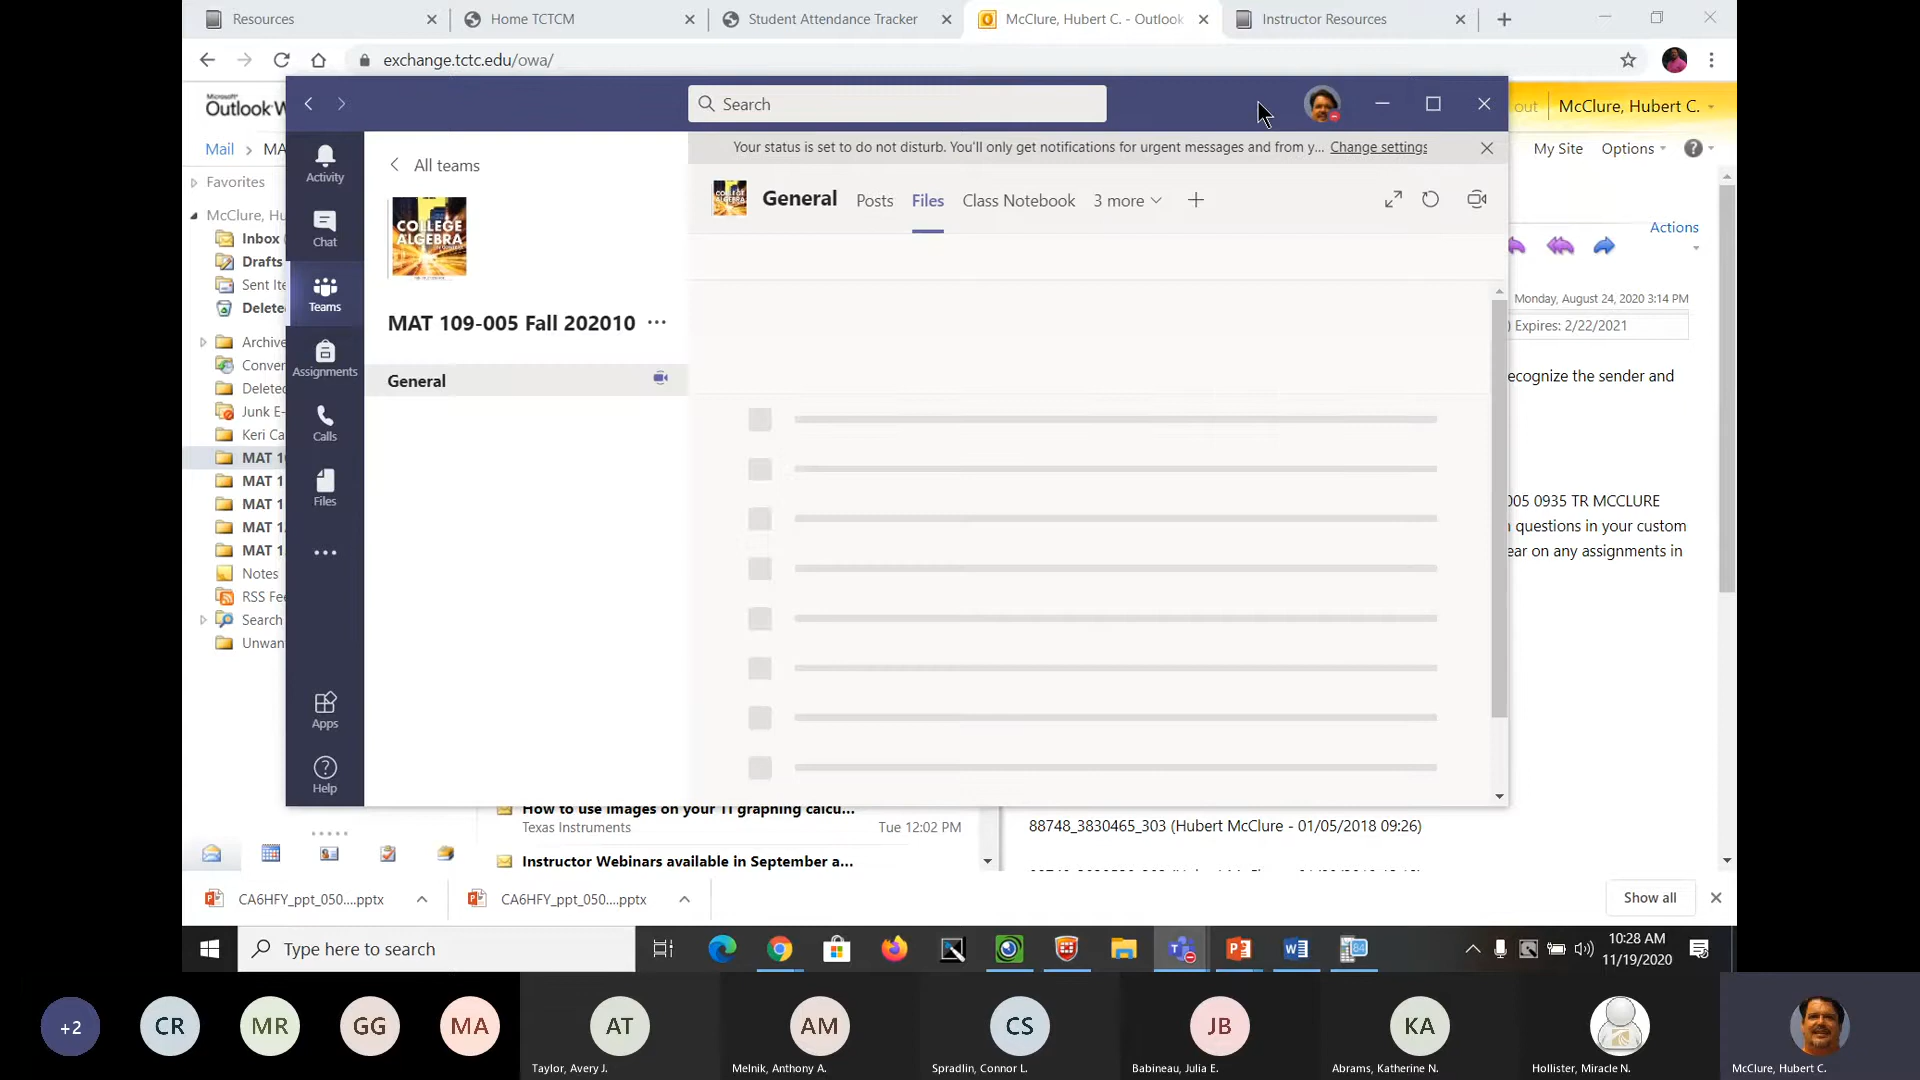 Resources
Home TCTCM
Student Attendance Tracker
McClure, Hubert C. - Outlook
Instructor Resources
exchange.tctc.edu/owa/
Microsoft
Outlook W
out
McClure, Hubert C.
Search
Mail
MA
My Site
Options
Your status is set to do not disturb. You'll only get notifications for urgent messages and from y...
Change settings
Favorites
McClure, Hu
Inbox
Drafts
Sent Ite
Delete
Archive
Conver
Deleted
Junk E-
Keri Ca
MAT 1
MAT 1
MAT 1
MAT 1
MAT 1
Notes
RSS Fee
Search
Unwan
Activity
Chat
Teams
Assignments
Calls
Files
Apps
Help
All teams
COLLEGE
ALGEBRA
MAT 109-005 Fall 202010
General
General
Posts
Files
Class Notebook
3 more
Actions
Monday, August 24, 2020 3:14 PM
) Expires: 2/22/2021
ecognize the sender and
005 0935 TR MCCLURE
n questions in your custom
ear on any assignments in
How to use images on your TI graphing calcu...
Texas Instruments
Tue 12:02 PM
Instructor Webinars available in September a...
88748_3830465_303 (Hubert McClure - 01/05/2018 09:26)
CA6HFY_ppt_050....pptx
CA6HFY_ppt_050....pptx
Show all
Type here to search
10:28 AM
11/19/2020
+2
CR
MR
GG
MA
AT
Taylor, Avery J.
AM
Melnik, Anthony A.
CS
Spradlin, Connor L.
JB
Babineau, Julia E.
KA
Abrams, Katherine N.
Hollister, Miracle N.
McClure, Hubert C.